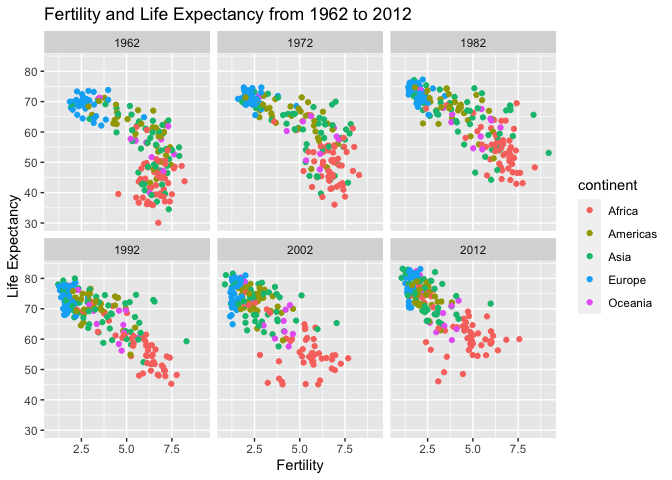 Fertility and Life Expectancy from 1962 to 2012
1962 1972 1982
80
70
60
50
40
30
Life Expectancy
1992 2002 2012
80
70
60
50
40
30
2.5 5.0 7.5 2.5 5.0 7.5 2.5 5.0 7.5
Fertility
continent
Africa
Americas
Asia
Europe
Oceania